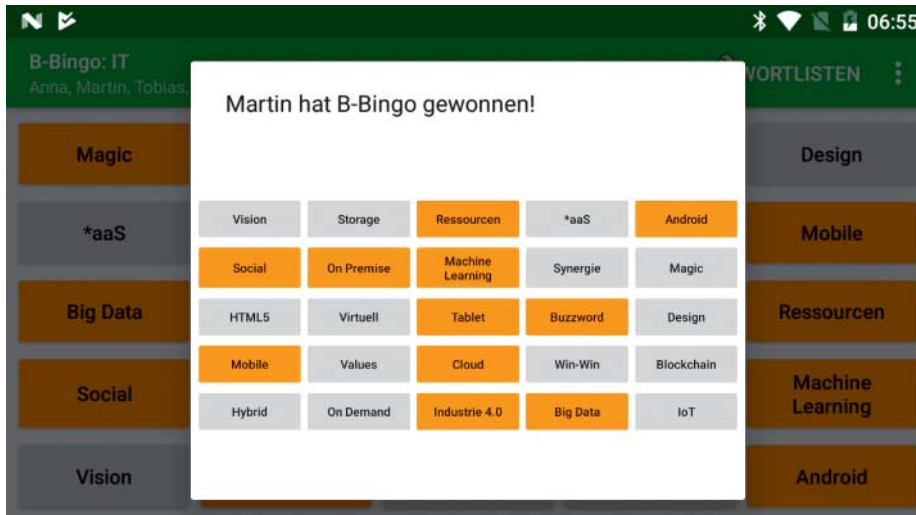 06:55
B-Bingo: IT
Anna, Martin, Tobias,
WORTLISTEN
Martin hat B-Bingo gewonnen!
Magic
Design
Vision Storage Ressourcen *aaS Android
*aaS
Mobile
Social On Premise Machine Learning Synergie Magic
Big Data
HTML5 Virtuell Tablet Buzzword Design
Ressourcen
Mobile Values Cloud Win-Win Blockchain
Social
Machine
Learning
Hybrid On Demand Industrie 4.0 Big Data IoT
Vision
Android